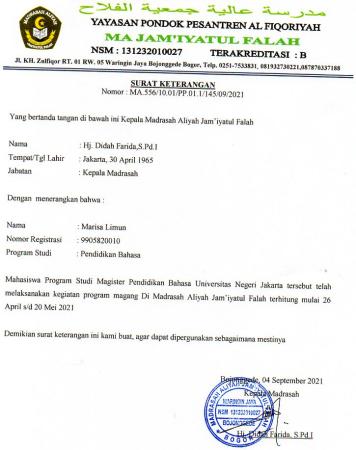 مدرسة عالية جمعية الفلاح
YAYASAN PONDOK PESANTREN AL FIQORIYAH
MA JAM'IYATUL FALAH
NSM : 131232010027 TERAKREDITASI : B
JL. KH. Zulfiqor RT. 01 RW. 05 Waringin Jaya Bojonggede Bogor, Telp. 0251-7533831, 081932730221,087870337188
SURAT KETERANGAN
Nomor : MA.556/10.01/PP.01.1/145/09/2021
Yang bertanda tangan di bawah ini Kepala Madrasah Aliyah Jam'iyatul Falah
Nama : Hj. Didah Farida,S.Pd.I
Tempat/Tgl Lahir : Jakarta, 30 April 1965
Jabatan : Kepala Madrasah
Dengan menerangkan bahwa :
Nama : Marisa Limun
Nomor Registrasi : 9905820010
Program Studi : Pendidikan Bahasa
Mahasiswa Program Studi Magister Pendidikan Bahasa Universitas Negeri Jakarta tersebut telah
melaksanakan kegiatan program magang Di Madrasah Aliyah Jam'iyatul Falah terhitung mulai 26
April s/d 20 Mei 2021
Demikian surat keterangan ini kami buat, agar dapat dipergunakan sebagaimana mestinya
Bojonggede, 04 September 2021
Kepala Madrasah
MADRASAH ALIYAH JAM'IYATUL FALAH
WARINGIN JAYA
NSM 131232010027
BOJONGGEDE
BOGOR
Hj. Didah Farida, S.Pd.I